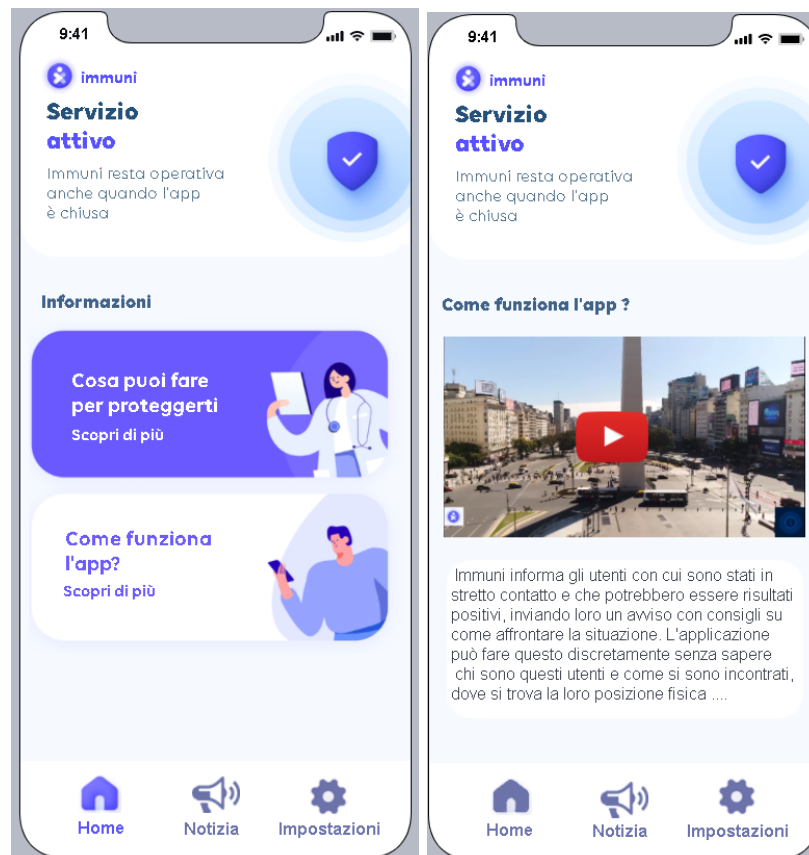 9:41
immuni
Servizio
attivo
Immuni resta operativa
anche quando l'app
è chiusa
Informazioni
Cosa puoi fare
per proteggerti
Scopri di più
Come funziona
l'app?
Scopri di più
Home
Notizia
Impostazioni
9:41
immuni
Servizio
attivo
Immuni resta operativa
anche quando l'app
è chiusa
Come funziona l'app ?
Immuni informa gli utenti con cui sono stati in
stretto contatto e che potrebbero essere risultati
positivi, inviando loro un avviso con consigli su
come affrontare la situazione. L'applicazione
può fare questo discretamente senza sapere
chi sono questi utenti e come si sono incontrati,
dove si trova la loro posizione fisica ....
Home
Notizia
Impostazioni